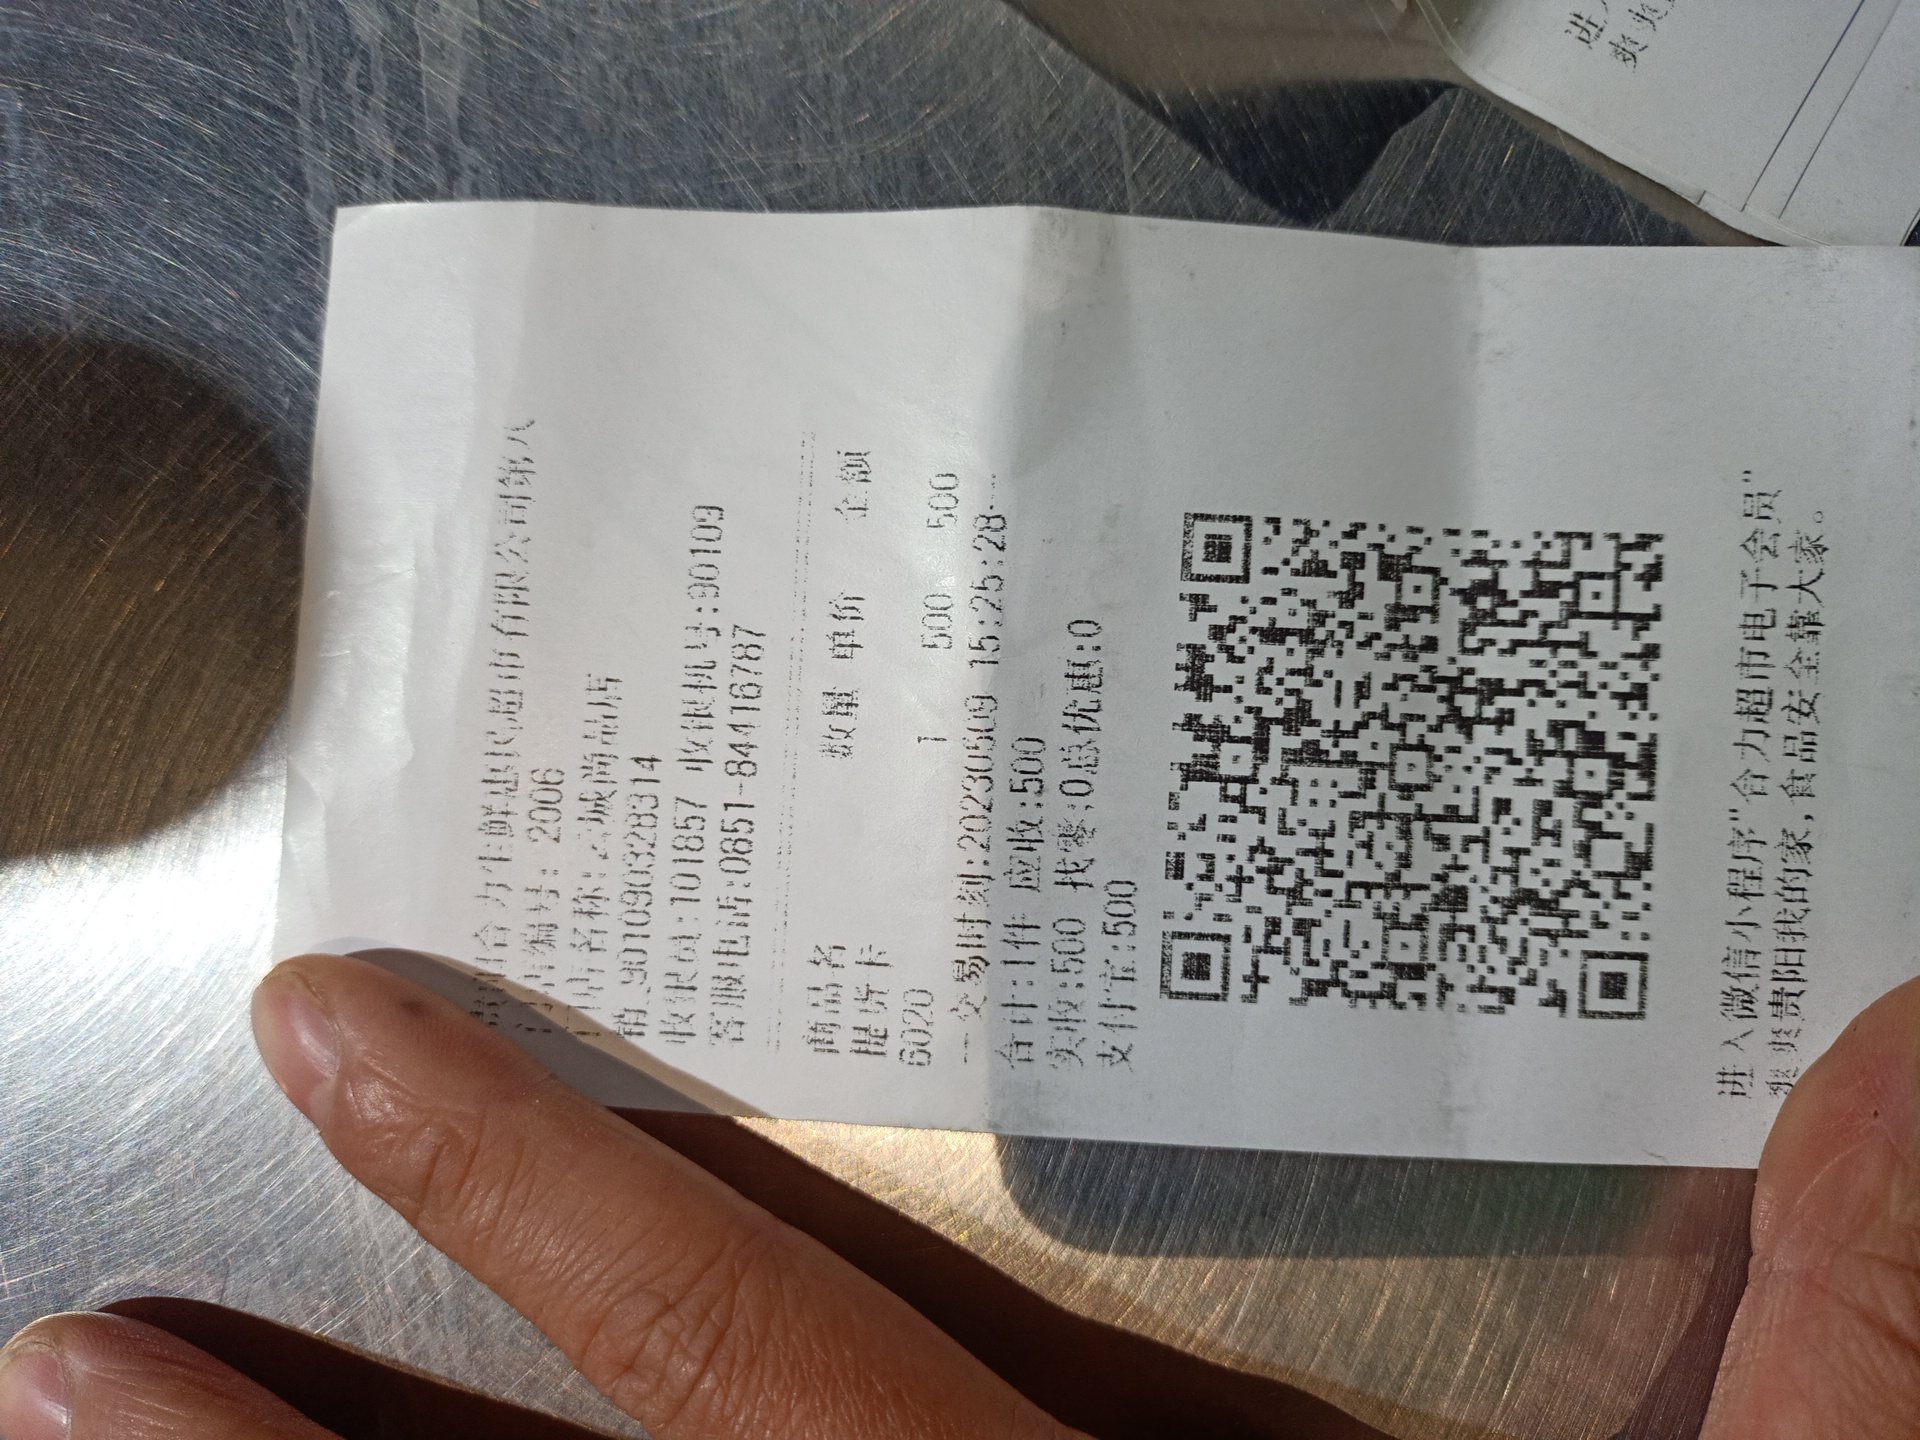 贵阳合力生鲜惠民超市有限公司第八
门店编号: 2006
门店名称: 诚尚品店
销_901090328314
收银员:101857 收银机号:90109
客服电话:0851-84416787
商品名 数量 单价 金额
提货卡
6020 1 500 500
---交易时刻:20230509 15:25:28---
合计:1件 应收:500
实收:500 找零:0总优惠:0
支付宝:500
进入微信小程序"合力超市电子会员"
爽爽贵阳我的家,食品安全靠大家。
进入
爽爽